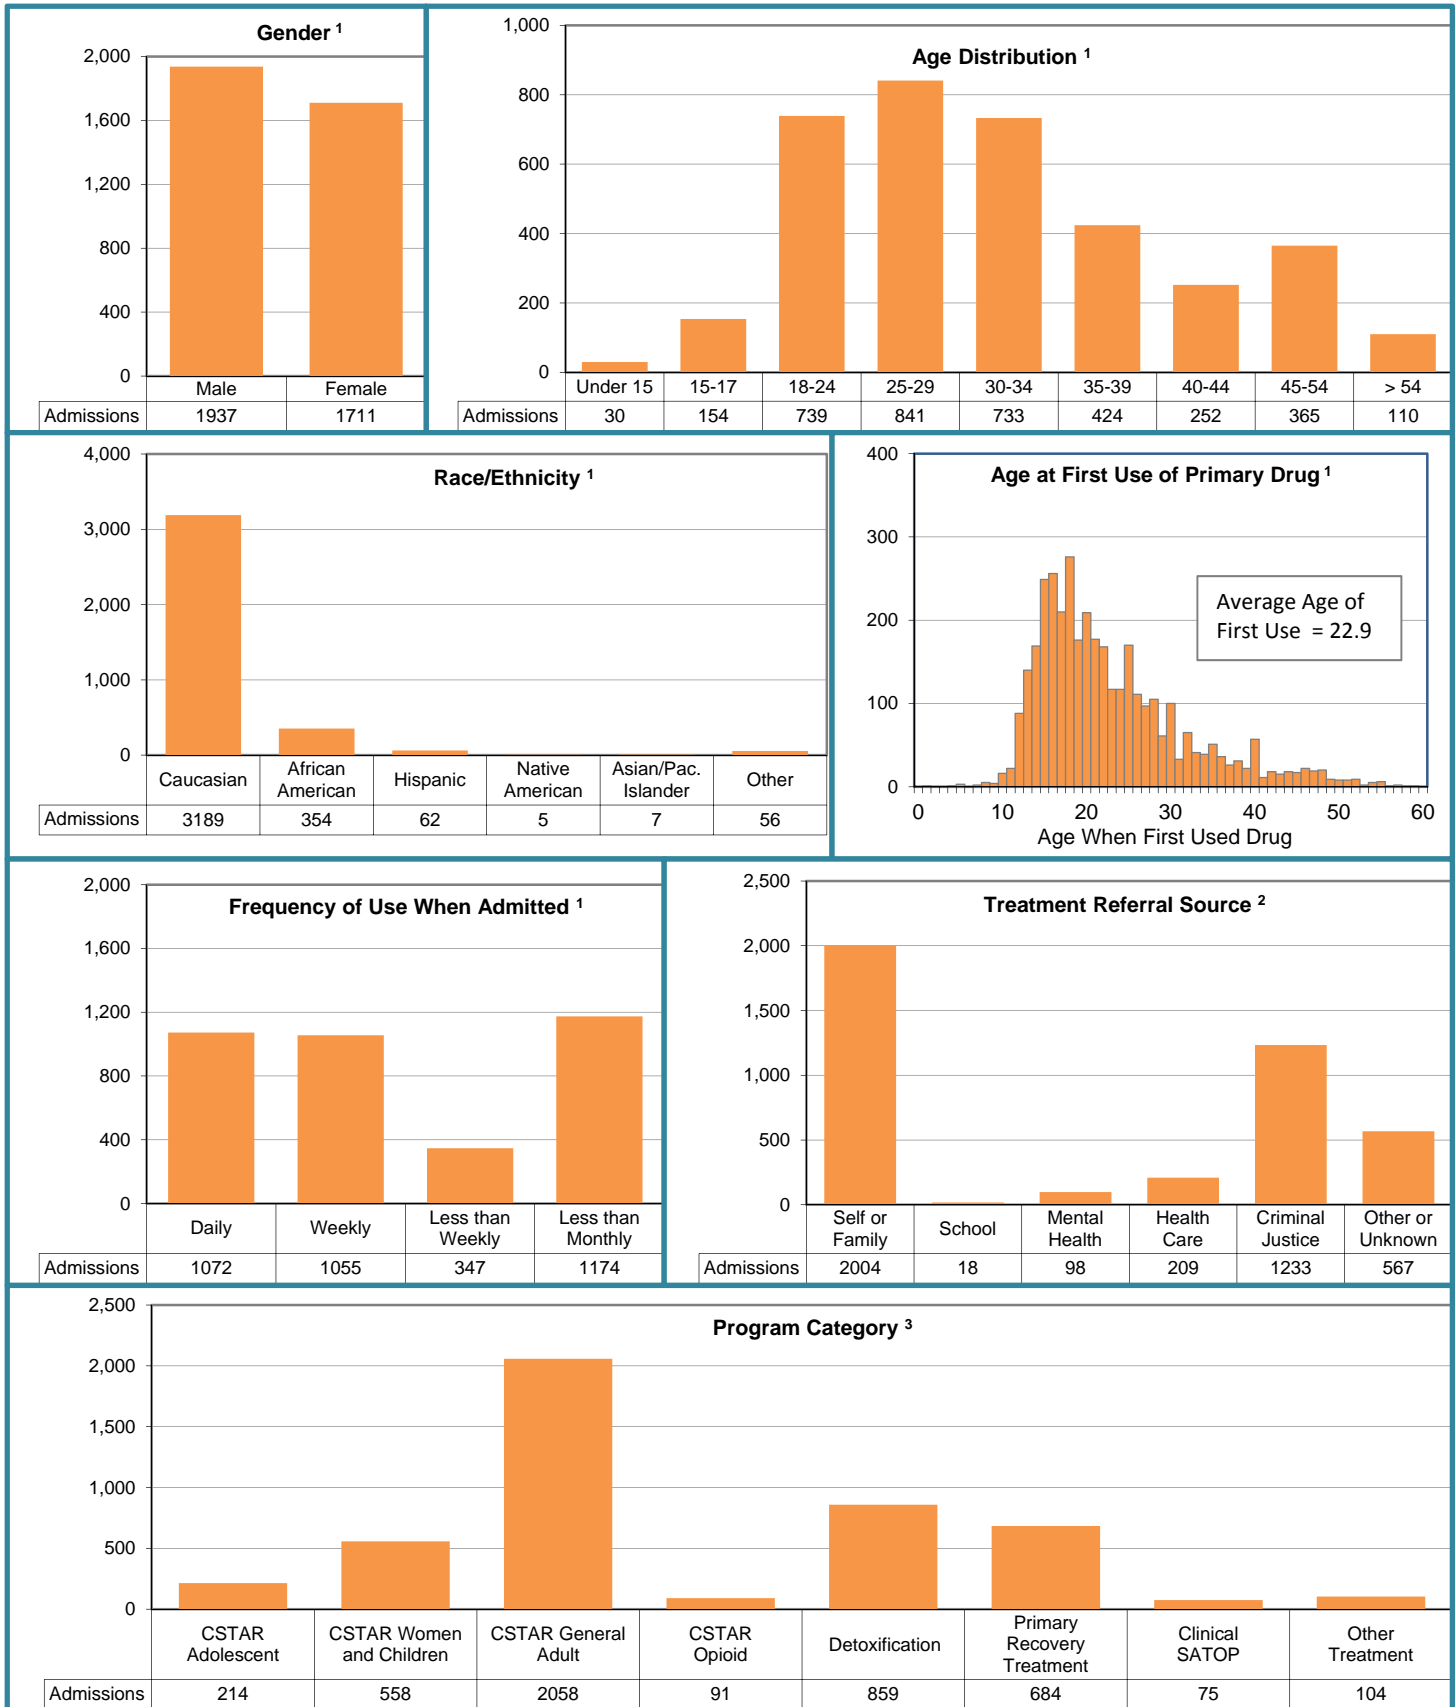 Gender ¹
2,000
1,600
1,200
800
400
0
Male Female
Admissions 1937 1711
Age Distribution ¹
1,000
800
600
400
200
0
Under 15 15-17 18-24 25-29 30-34 35-39 40-44 45-54 > 54
Admissions 30 154 739 841 733 424 252 365 110
Race/Ethnicity ¹
4,000
3,000
2,000
1,000
0
Caucasian African American Hispanic Native American Asian/Pac. Islander Other
Admissions 3189 354 62 5 7 56
Age at First Use of Primary Drug ¹
400
300
200
100
0
Average Age of
First Use = 22.9
0 10 20 30 40 50 60
Age When First Used Drug
Frequency of Use When Admitted ¹
2,000
1,600
1,200
800
400
0
Daily Weekly Less than Weekly Less than Monthly
Admissions 1072 1055 347 1174
Treatment Referral Source ²
2,500
2,000
1,500
1,000
500
0
Self or Family School Mental Health Health Care Criminal Justice Other or Unknown
Admissions 2004 18 98 209 1233 567
Program Category ³
2,500
2,000
1,500
1,000
500
0
CSTAR Adolescent CSTAR Women and Children CSTAR General Adult CSTAR Opioid Detoxification Primary Recovery Treatment Clinical SATOP Other Treatment
Admissions 214 558 2058 91 859 684 75 104